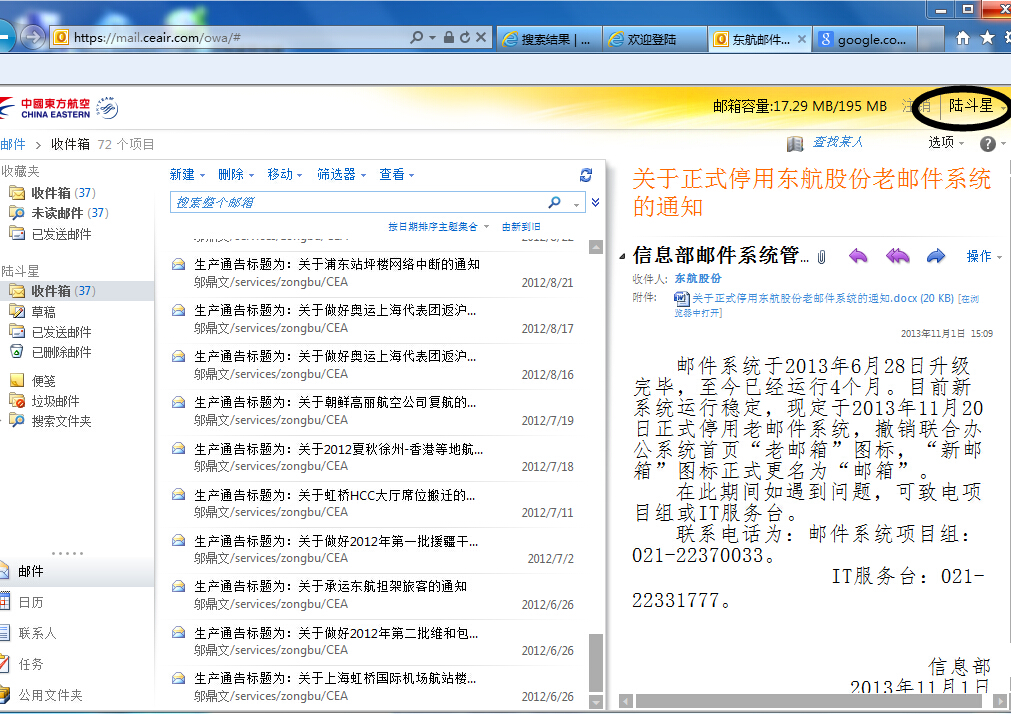 https://mail.ceair.com/owa/#
搜索结果 | ...
欢迎登陆
东航邮件...
google.co...
中國東方航空
CHINA EASTERN
邮箱容量:17.29 MB/195 MB
注销
陆斗星
邮件 > 收件箱 72 个项目
查找某人
选项
收藏夹
收件箱 (37)
未读邮件 (37)
已发送邮件
陆斗星
收件箱 (37)
草稿
已发送邮件
已删除邮件
便笺
垃圾邮件
搜索文件夹
邮件
日历
联系人
任务
公用文件夹
新建 删除 移动 筛选器 查看
搜索整个邮箱
按日期排序主题集合 由新到旧
生产通告标题为：关于浦东站坪楼网络中断的通知
邬鼎文/services/zongbu/CEA 2012/8/21
生产通告标题为：关于做好奥运上海代表团返沪...
邬鼎文/services/zongbu/CEA 2012/8/17
生产通告标题为：关于做好奥运上海代表团返沪...
邬鼎文/services/zongbu/CEA 2012/8/16
生产通告标题为：关于朝鲜高丽航空公司复航的...
邬鼎文/services/zongbu/CEA 2012/7/19
生产通告标题为：关于2012夏秋徐州-香港等地航...
邬鼎文/services/zongbu/CEA 2012/7/18
生产通告标题为：关于虹桥HCC大厅席位搬迁的...
邬鼎文/services/zongbu/CEA 2012/7/11
生产通告标题为：关于做好2012年第一批援疆干...
邬鼎文/services/zongbu/CEA 2012/7/2
生产通告标题为：关于承运东航担架旅客的通知
邬鼎文/services/zongbu/CEA 2012/6/26
生产通告标题为：关于做好2012年第二批维和包...
邬鼎文/services/zongbu/CEA 2012/6/26
生产通告标题为：关于上海虹桥国际机场航站楼...
邬鼎文/services/zongbu/CEA 2012/6/26
关于正式停用东航股份老邮件系统
的通知
信息部邮件系统管...
操作
收件人: 东航股份
附件: 关于正式停用东航股份老邮件系统的通知.docx (20 KB) [在浏
览器中打开]
2013年11月1日 15:09
邮件系统于2013年6月28日升级
完毕，至今已经运行4个月。目前新
系统运行稳定，现定于2013年11月20
日正式停用老邮件系统，撤销联合办
公系统首页“老邮箱”图标，“新邮
箱”图标正式更名为“邮箱”。
在此期间如遇到问题，可致电项
目组或IT服务台。
联系电话为：邮件系统项目组：
021-22370033。
IT服务台：021-
22331777。
信息部
2013年11月1日